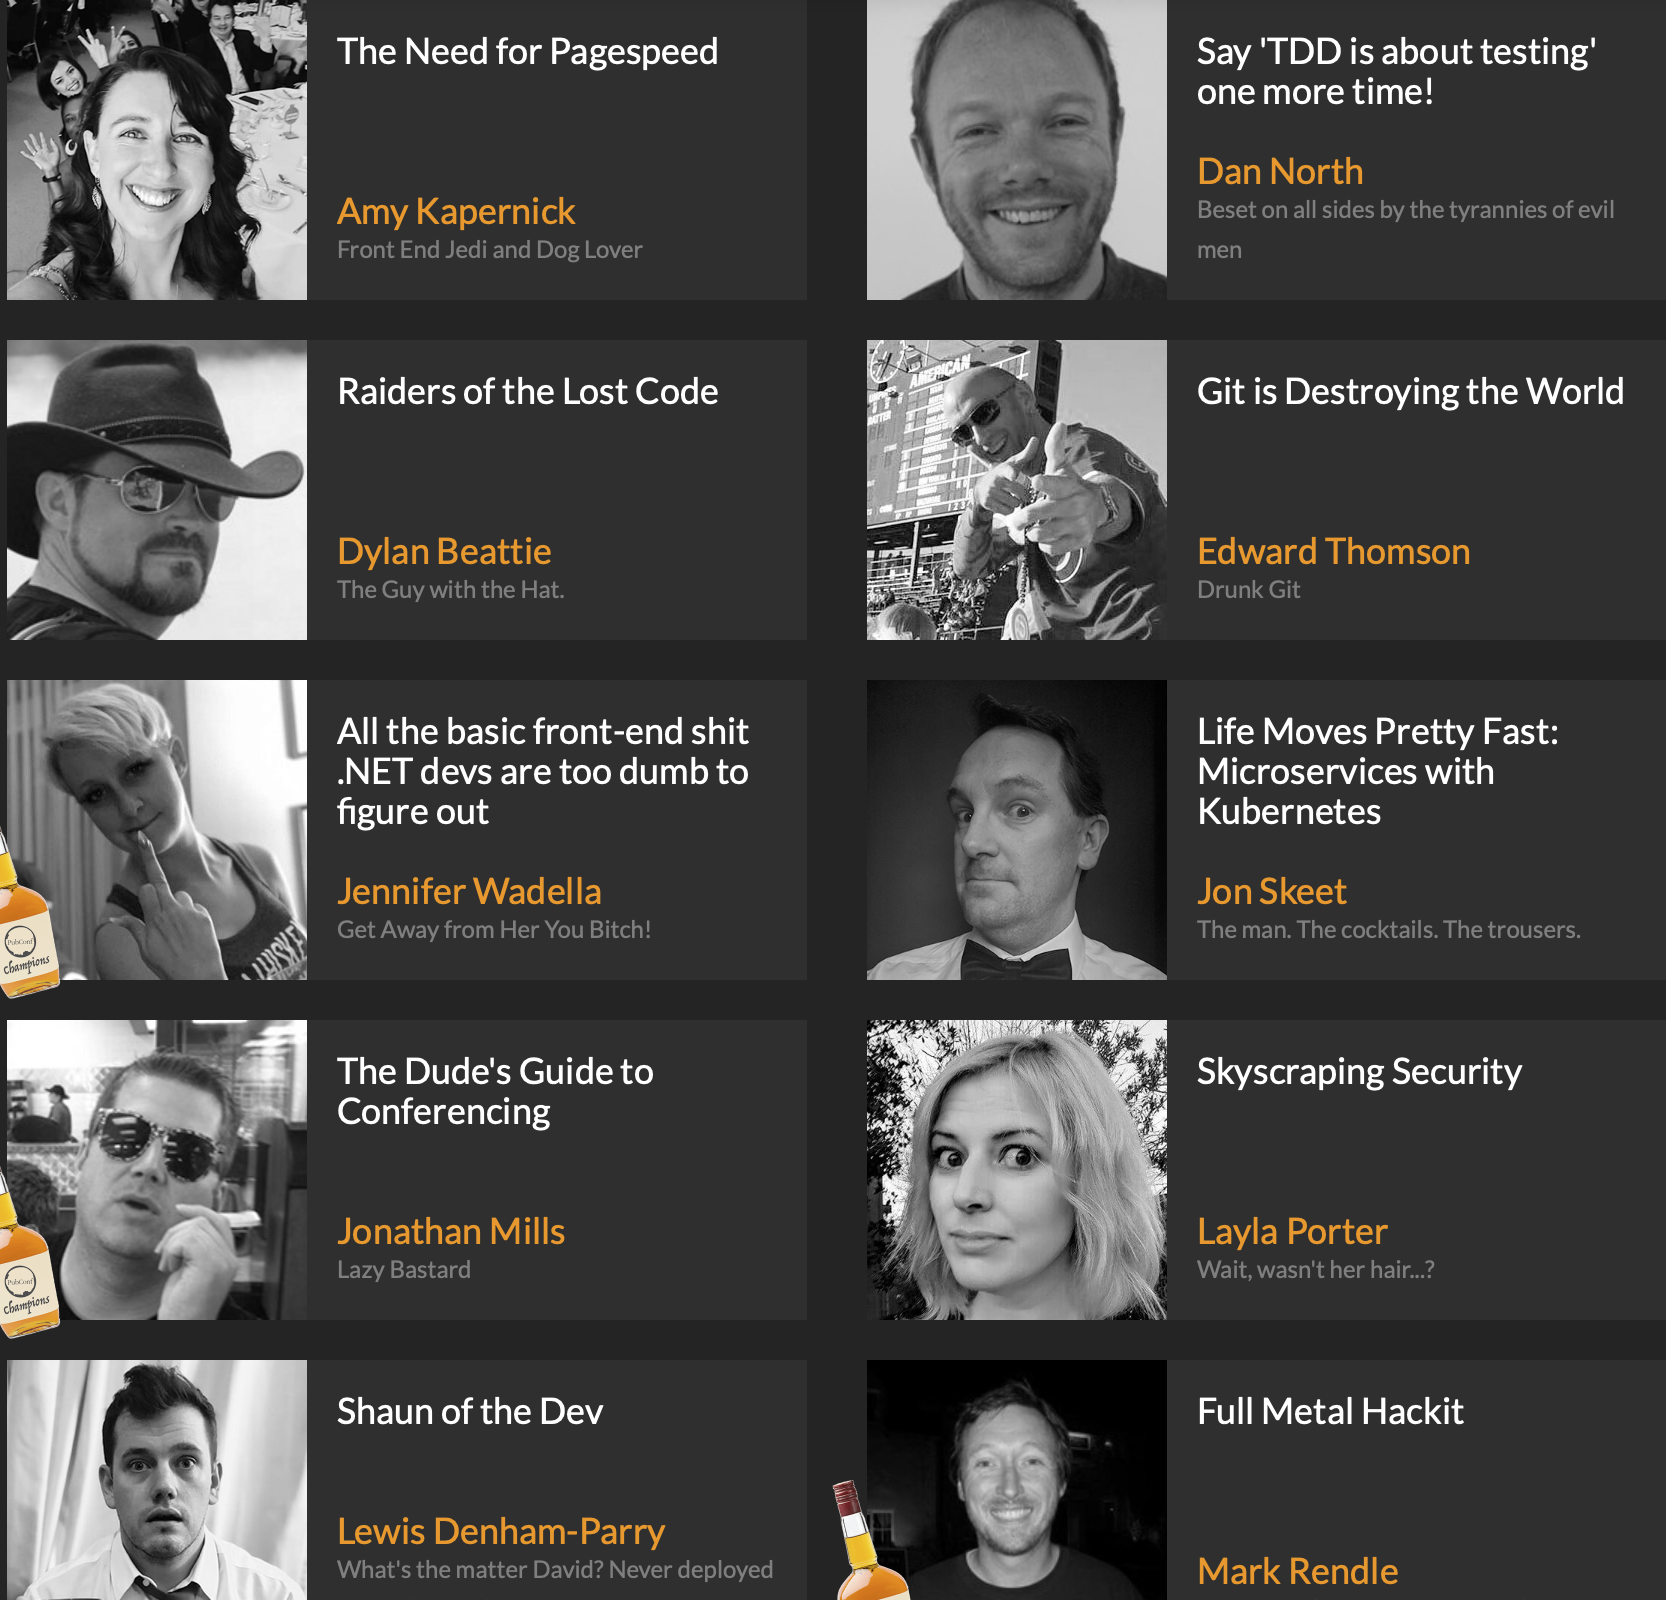 The Need for Pagespeed
Amy Kapernick
Front End Jedi and Dog Lover
Say 'TDD is about testing'
one more time!
Dan North
Beset on all sides by the tyrannies of evil
men
Raiders of the Lost Code
Dylan Beattie
The Guy with the Hat.
AMERICAN
Git is Destroying the World
Edward Thomson
Drunk Git
All the basic front-end shit
.NET devs are too dumb to
figure out
Jennifer Wadella
Get Away from Her You Bitch!
PubConf
champions
Life Moves Pretty Fast:
Microservices with
Kubernetes
Jon Skeet
The man. The cocktails. The trousers.
The Dude's Guide to
Conferencing
Jonathan Mills
Lazy Bastard
PubConf
champions
Skyscraping Security
Layla Porter
Wait, wasn't her hair...?
Shaun of the Dev
Lewis Denham-Parry
What's the matter David? Never deployed
Full Metal Hackit
Mark Rendle